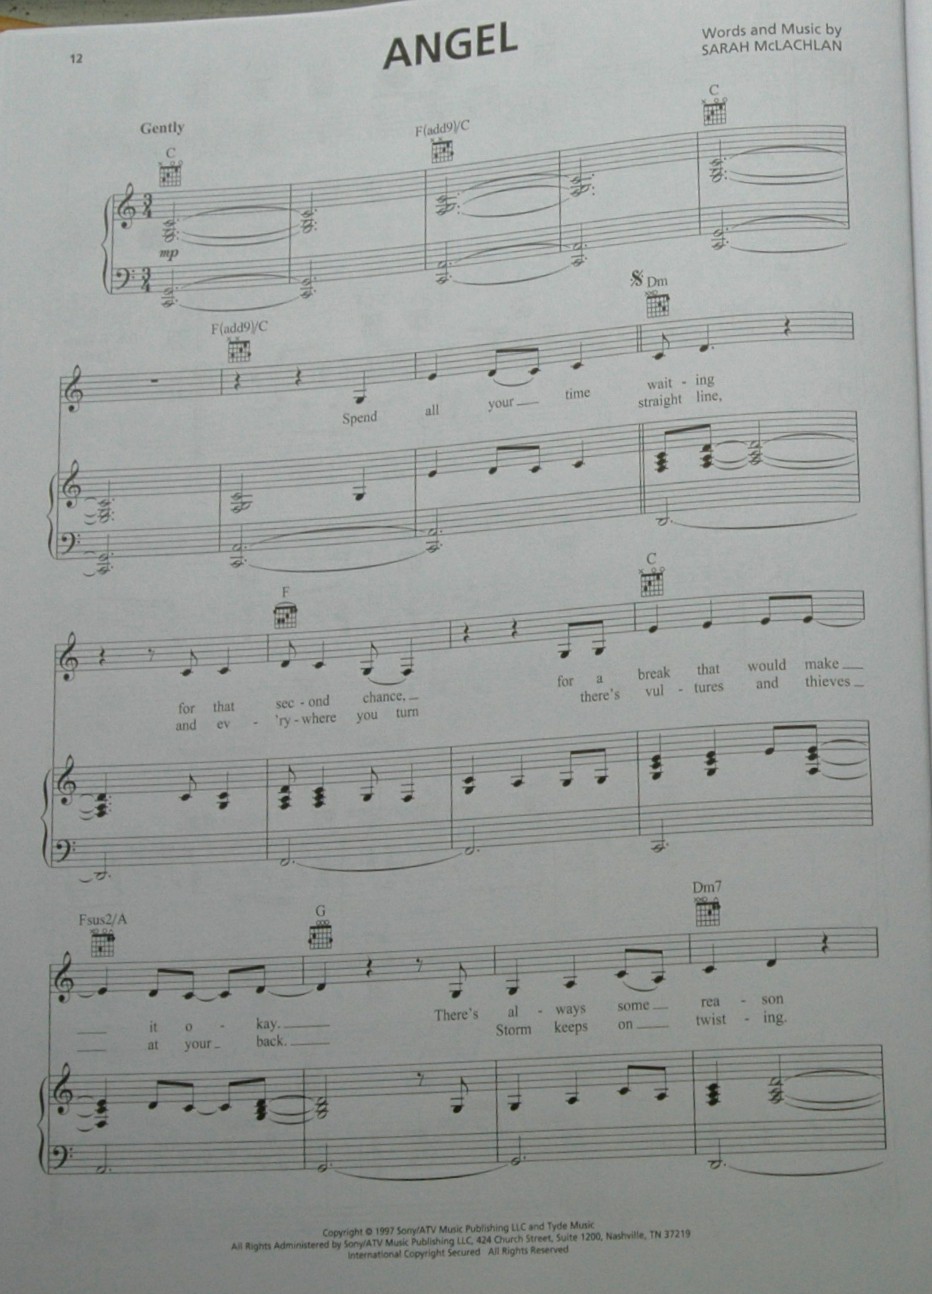 12
ANGEL
Words and Music by
SARAH McLACHLAN
Gently
C
F(add9)/C
C
mp
F(add9)/C
Dm
Spend all your time wait - ing
straight line,
F
C
for that sec - ond chance, for a break that would make
and ev - 'ry - where you turn there's vul - tures and thieves
Fsus2/A
G
Dm7
it o - kay. There's al - ways some rea - son
at your back. Storm keeps on twist - ing.
Copyright © 1997 Sony/ATV Music Publishing LLC and Tyde Music
All Rights Administered by Sony/ATV Music Publishing LLC, 424 Church Street, Suite 1200, Nashville, TN 37219
International Copyright Secured All Rights Reserved